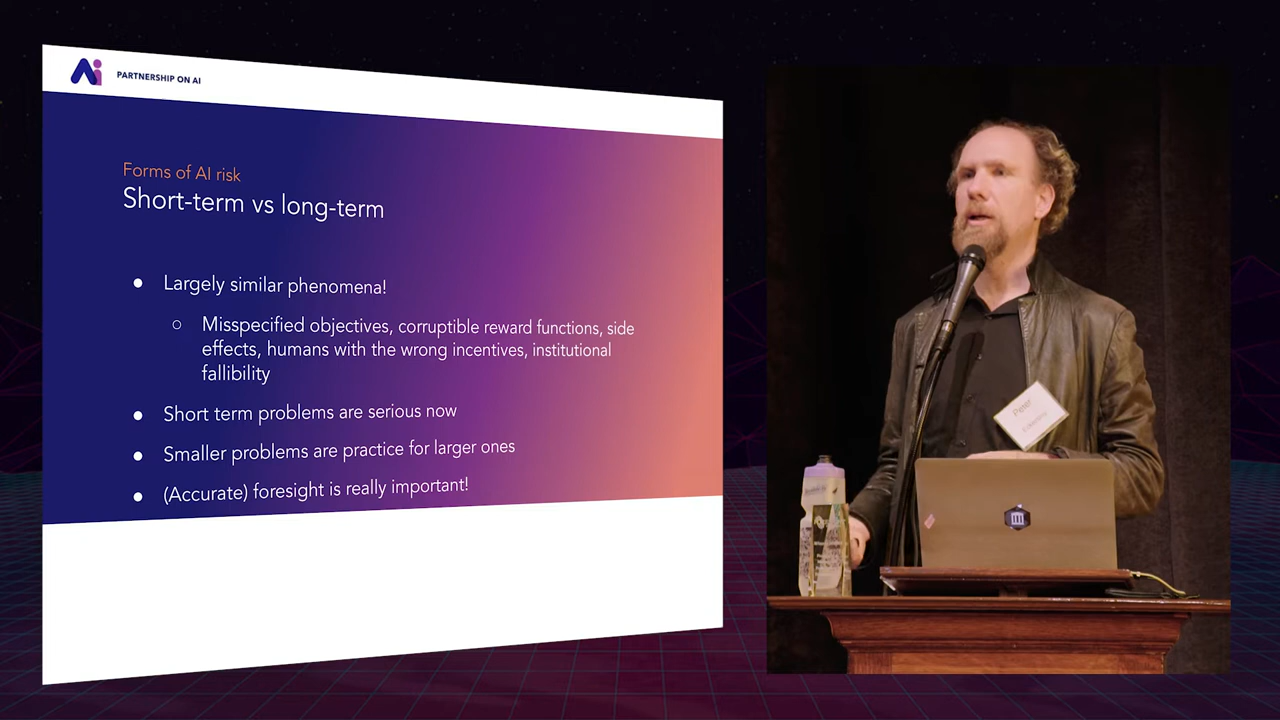 PARTNERSHIP ON AI
Forms of AI risk
Short-term vs long-term
Largely similar phenomena!
Misspecified objectives, corruptible reward functions, side
effects, humans with the wrong incentives, institutional
fallibility
Short term problems are serious now
Smaller problems are practice for larger ones
(Accurate) foresight is really important!
Peter